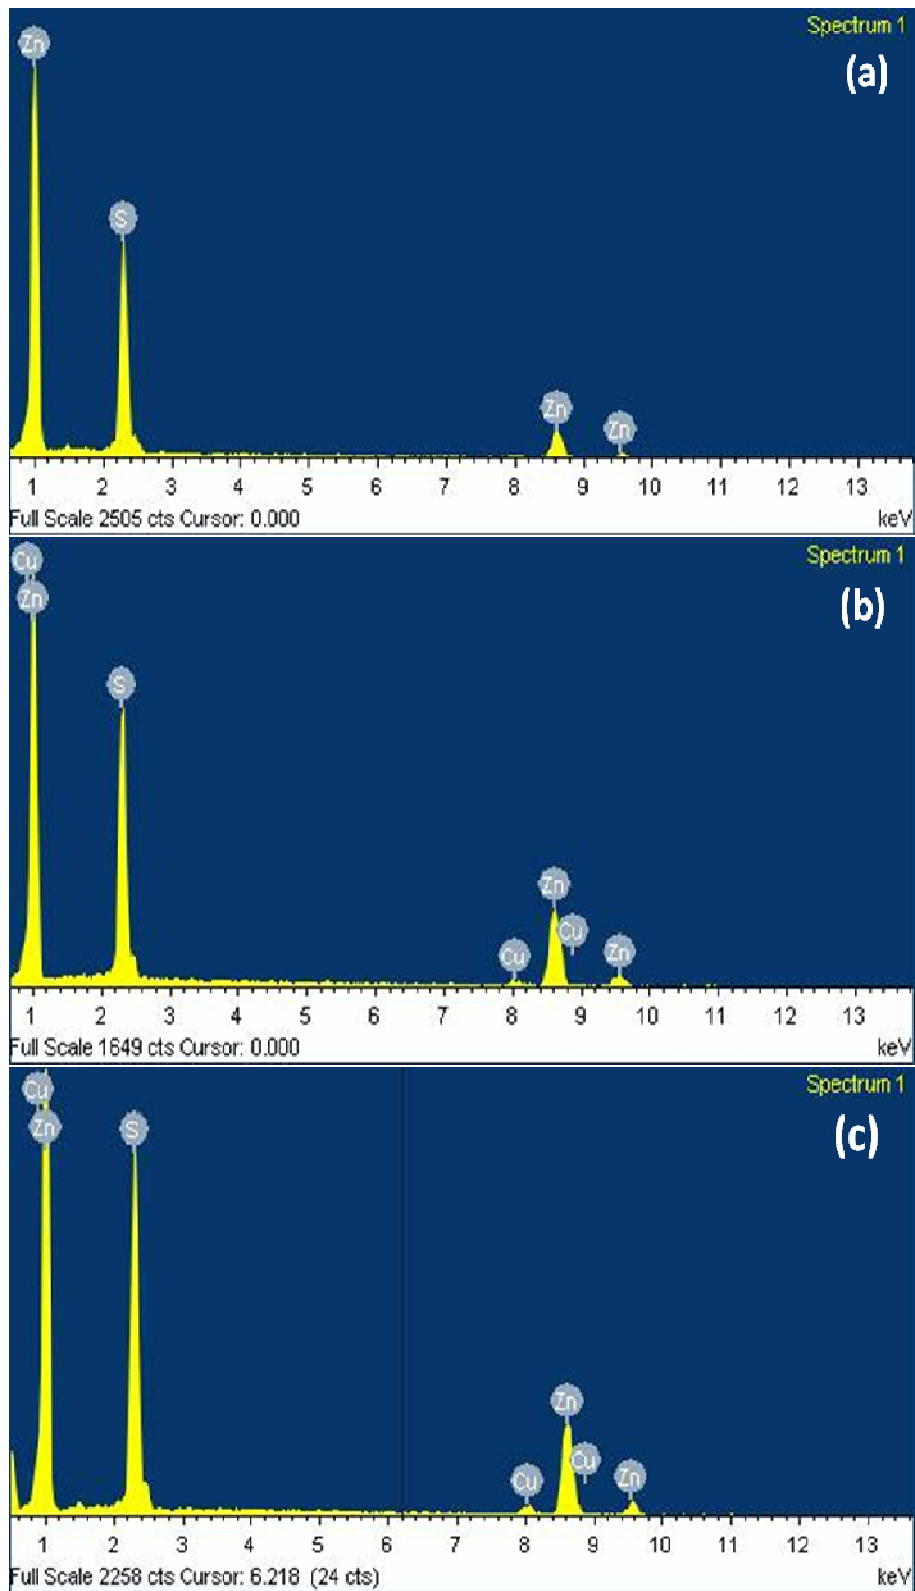 Spectrum 1
(a)
Zn
S
Zn
Zn
1 2 3 4 5 6 7 8 9 10 11 12 13
Full Scale 2505 cts Cursor: 0.000 keV
Spectrum 1
(b)
Cu
Zn
S
Zn
Cu
Cu
Zn
1 2 3 4 5 6 7 8 9 10 11 12 13
Full Scale 1649 cts Cursor: 0.000 keV
Spectrum 1
(c)
Cu
Zn
S
Zn
Cu
Cu
Zn
1 2 3 4 5 6 7 8 9 10 11 12 13
Full Scale 2258 cts Cursor: 6.218 (24 cts) keV